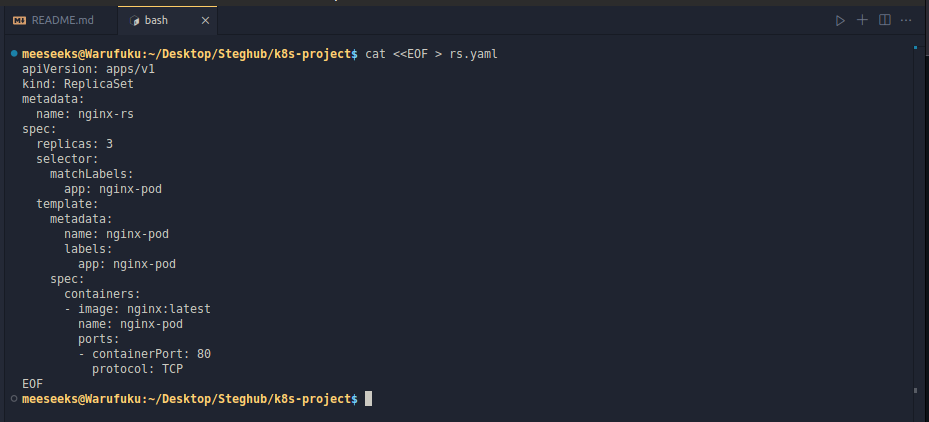 README.md
bash
meeseeks@Warufuku:~/Desktop/Steghub/k8s-project$ cat <<EOF > rs.yaml
apiVersion: apps/v1
kind: ReplicaSet
metadata:
  name: nginx-rs
spec:
  replicas: 3
  selector:
    matchLabels:
      app: nginx-pod
  template:
    metadata:
      name: nginx-pod
      labels:
        app: nginx-pod
    spec:
      containers:
      - image: nginx:latest
        name: nginx-pod
        ports:
        - containerPort: 80
          protocol: TCP
EOF
meeseeks@Warufuku:~/Desktop/Steghub/k8s-project$